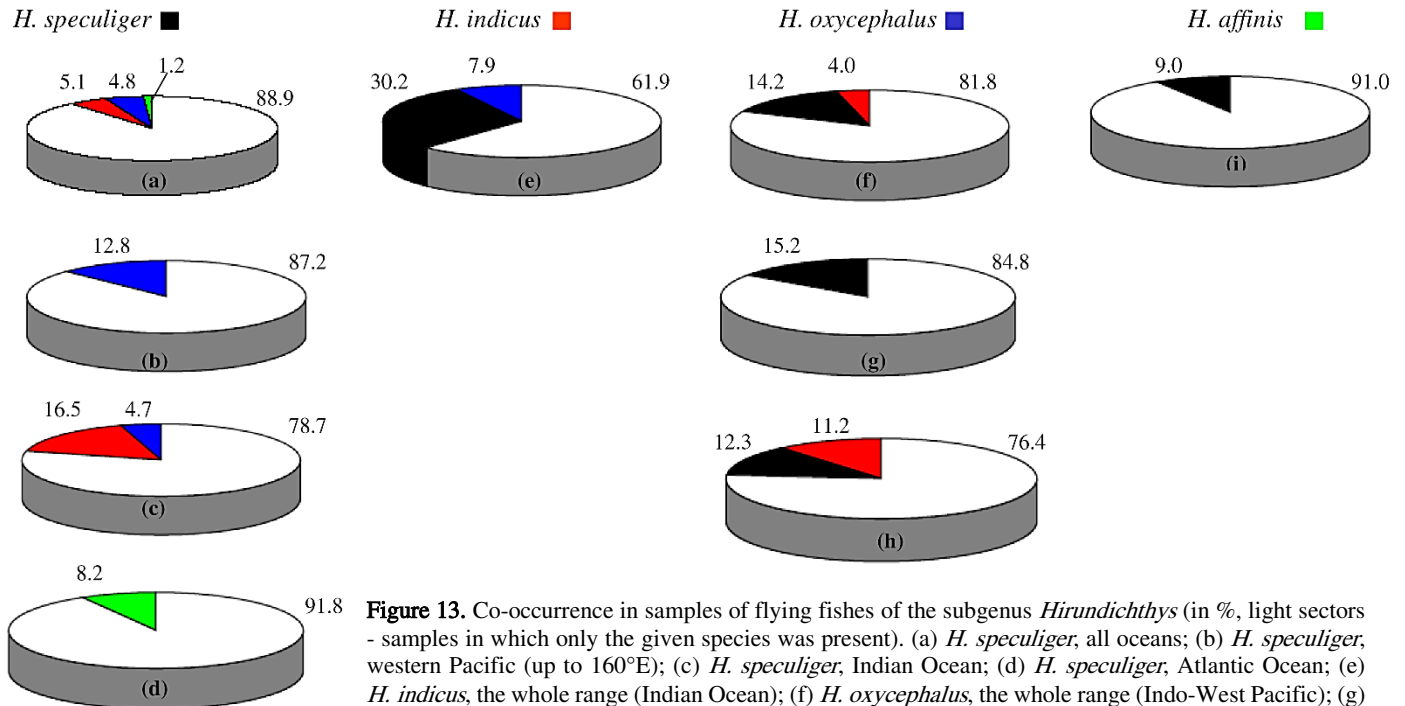 H. speculiger
H. indicus
H. oxycephalus
H. affinis
5.1 4.8 1.2 88.9
(a)
30.2 7.9 61.9
(e)
14.2 4.0 81.8
(f)
9.0 91.0
(i)
12.8 87.2
(b)
15.2 84.8
(g)
16.5 4.7 78.7
(c)
12.3 11.2 76.4
(h)
8.2 91.8
(d)
Figure 13. Co-occurrence in samples of flying fishes of the subgenus Hirundichthys (in %, light sectors
- samples in which only the given species was present). (a) H. speculiger, all oceans; (b) H. speculiger,
western Pacific (up to 160°E); (c) H. speculiger, Indian Ocean; (d) H. speculiger, Atlantic Ocean; (e)
H. indicus, the whole range (Indian Ocean); (f) H. oxycephalus, the whole range (Indo-West Pacific); (g)